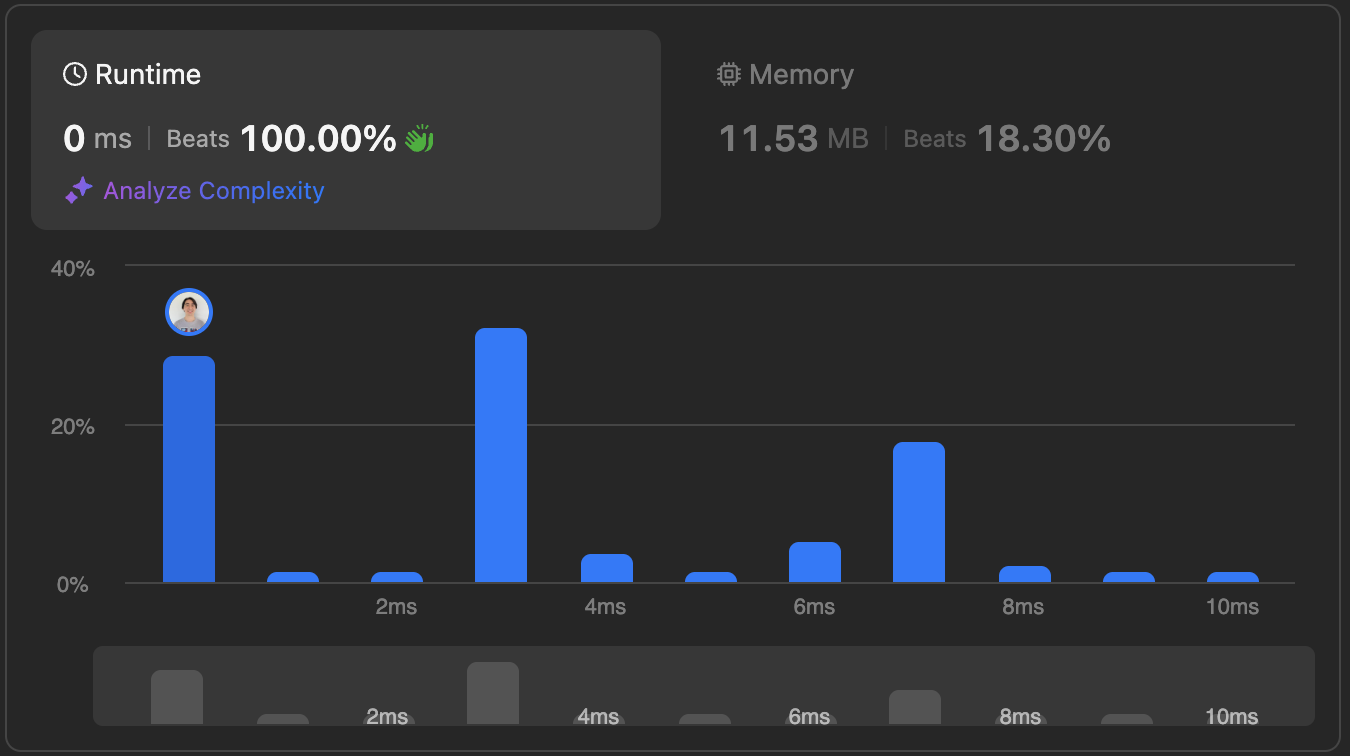 Runtime
0 ms | Beats 100.00%
Analyze Complexity
Memory
11.53 MB | Beats 18.30%
40%
20%
0%
2ms 4ms 6ms 8ms 10ms
2ms 4ms 6ms 8ms 10ms